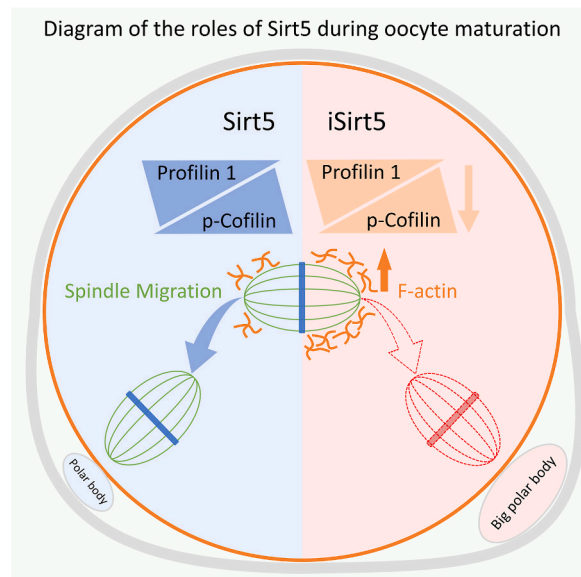 Diagram of the roles of Sirt5 during oocyte maturation
Sirt5
iSirt5
Profilin 1
p-Cofilin
Profilin 1
p-Cofilin
Spindle Migration
F-actin
Polar body
Big polar body